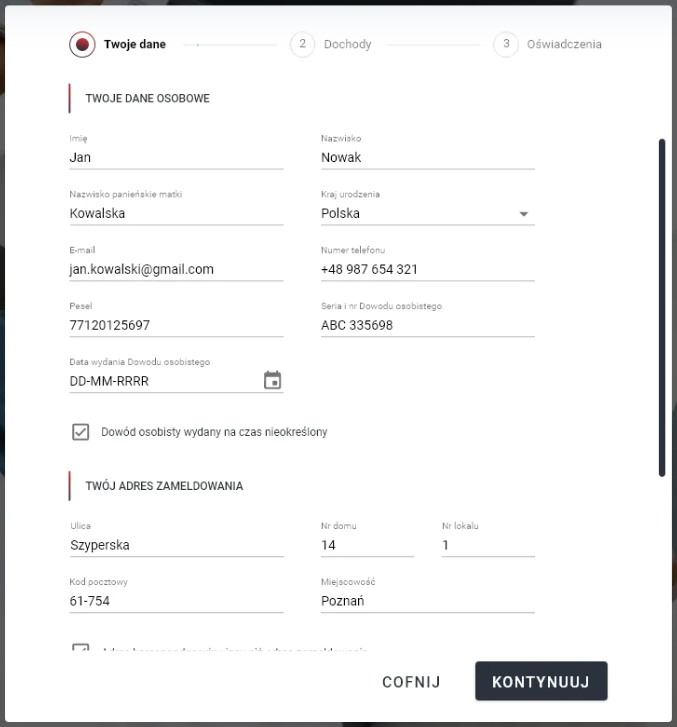 Twoje dane 2 Dochody 3 Oświadczenia
TWOJE DANE OSOBOWE
Imię Nazwisko
Jan Nowak
Nazwisko panieńskie matki Kraj urodzenia
Kowalska Polska
E-mail Numer telefonu
jan.kowalski@gmail.com +48 987 654 321
Pesel Seria i nr Dowodu osobistego
77120125697 ABC 335698
Data wydania Dowodu osobistego
DD-MM-RRRR
Dowód osobisty wydany na czas nieokreślony
TWÓJ ADRES ZAMELDOWANIA
Ulica Nr domu Nr lokalu
Szyperska 14 1
Kod pocztowy Miejscowość
61-754 Poznań
COFNIJ KONTYNUUJ